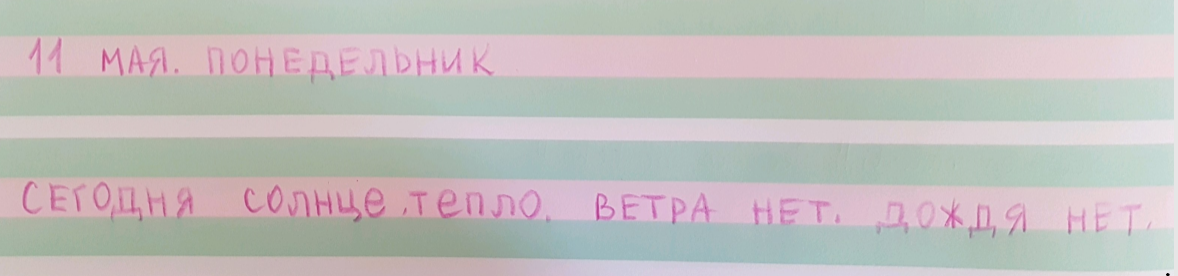 11 МАЯ. ПОНЕДЕЛЬНИК
СЕГОДНЯ СОЛНЦЕ, ТЕПЛО. ВЕТРА НЕТ. ДОЖДЯ НЕТ.